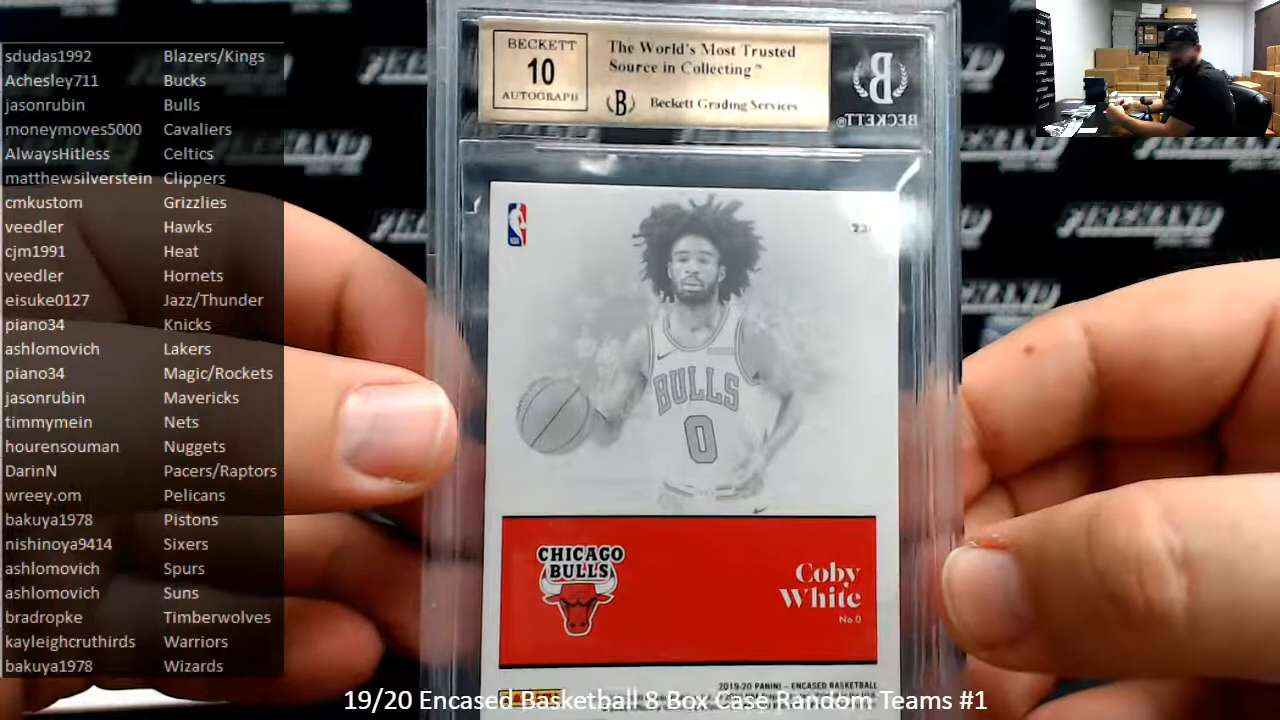 sdudas1992 Blazers/Kings
Achesley711 Bucks
jasonrubin Bulls
moneymoves5000 Cavaliers
AlwaysHitless Celtics
matthewsilverstein Clippers
cmkustom Grizzlies
veedler Hawks
cjm1991 Heat
veedler Hornets
eisuke0127 Jazz/Thunder
piano34 Knicks
ashlomovich Lakers
piano34 Magic/Rockets
jasonrubin Mavericks
timmymein Nets
hourensouman Nuggets
DarinN Pacers/Raptors
wreey.om Pelicans
bakuya1978 Pistons
nishinoya9414 Sixers
ashlomovich Spurs
ashlomovich Suns
bradropke Timberwolves
kayleighcruthirds Warriors
bakuya1978 Wizards
BECKETT
10
AUTOGRAPH
The World's Most Trusted
Source in Collecting™
B Beckett Grading Services
B
BECKETT®
BULLS
0
CHICAGO
BULLS
Coby
White
No.0
2019-20 PANINI – ENCASED BASKETBALL
19/20 Encased Basketball 8 Box Case Random Teams #1